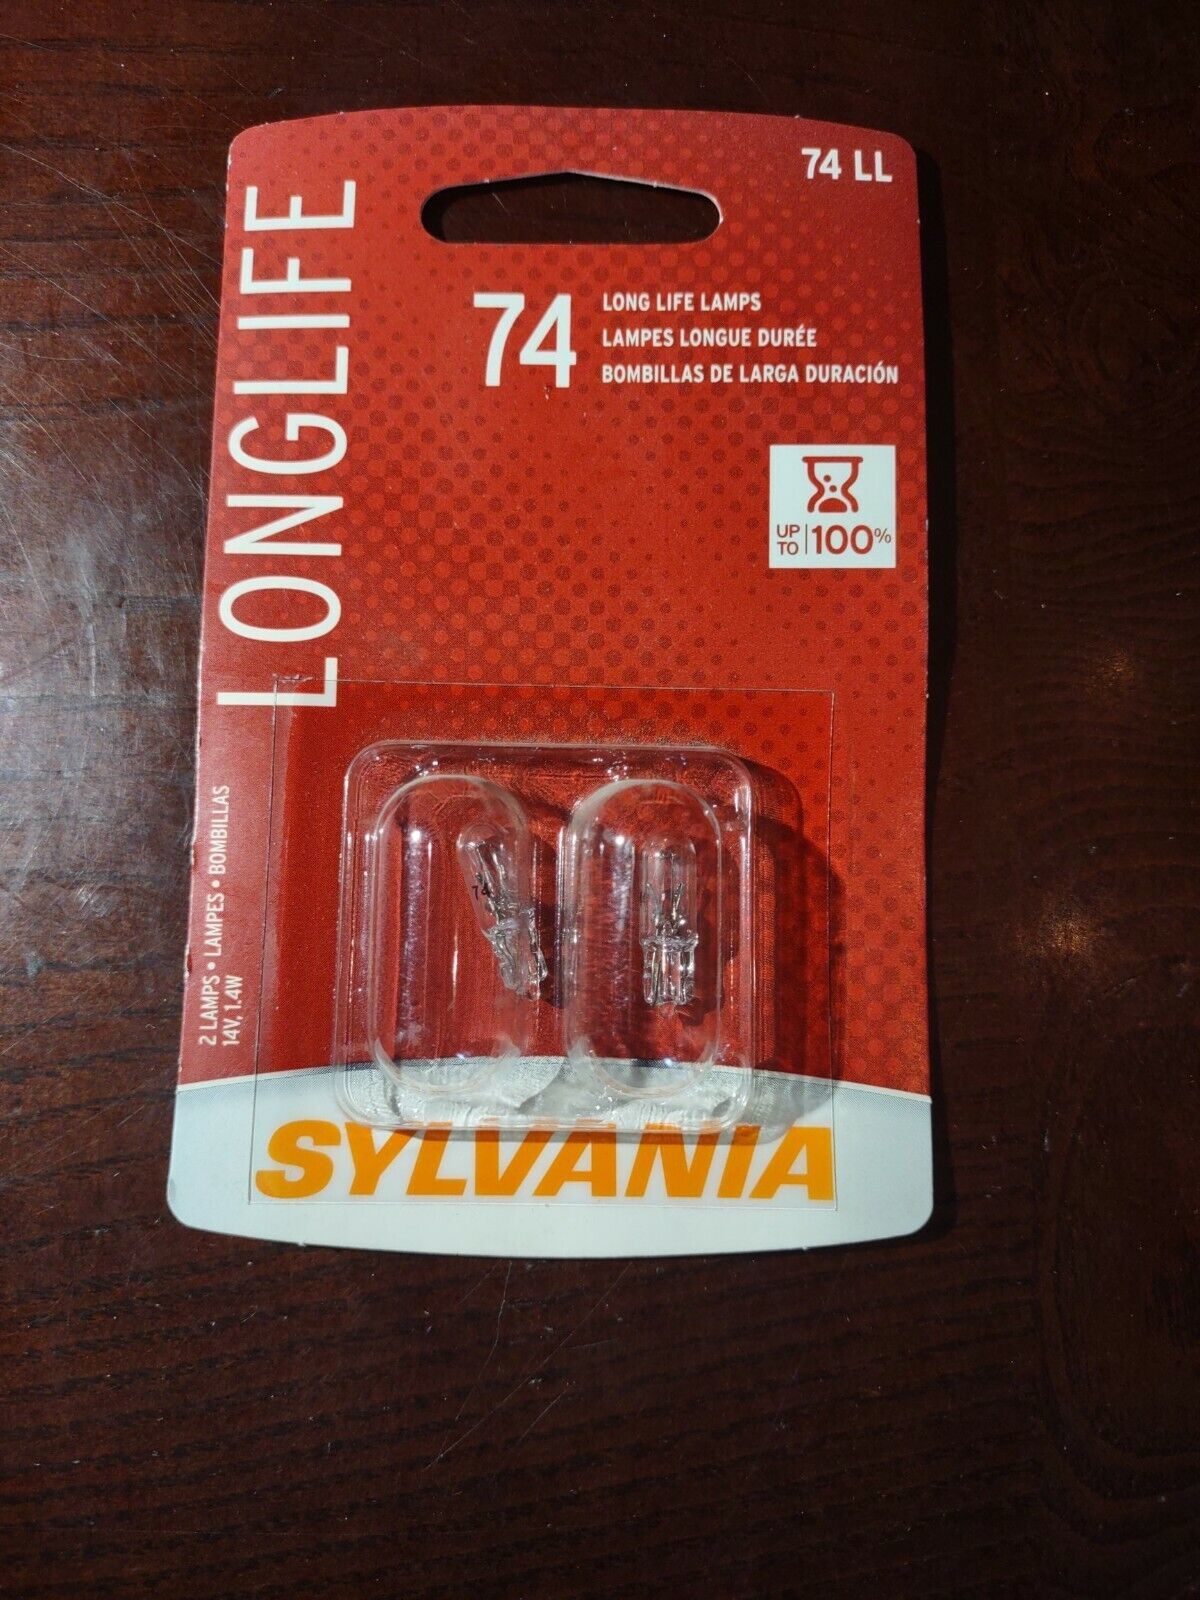 74 LL
LONGLIFE
74
LONG LIFE LAMPS
LAMPES LONGUE DURÉE
BOMBILLAS DE LARGA DURACIÓN
UP TO 100%
2 LAMPS • LAMPES • BOMBILLAS
14V, 1.4W
74
SYLVANIA